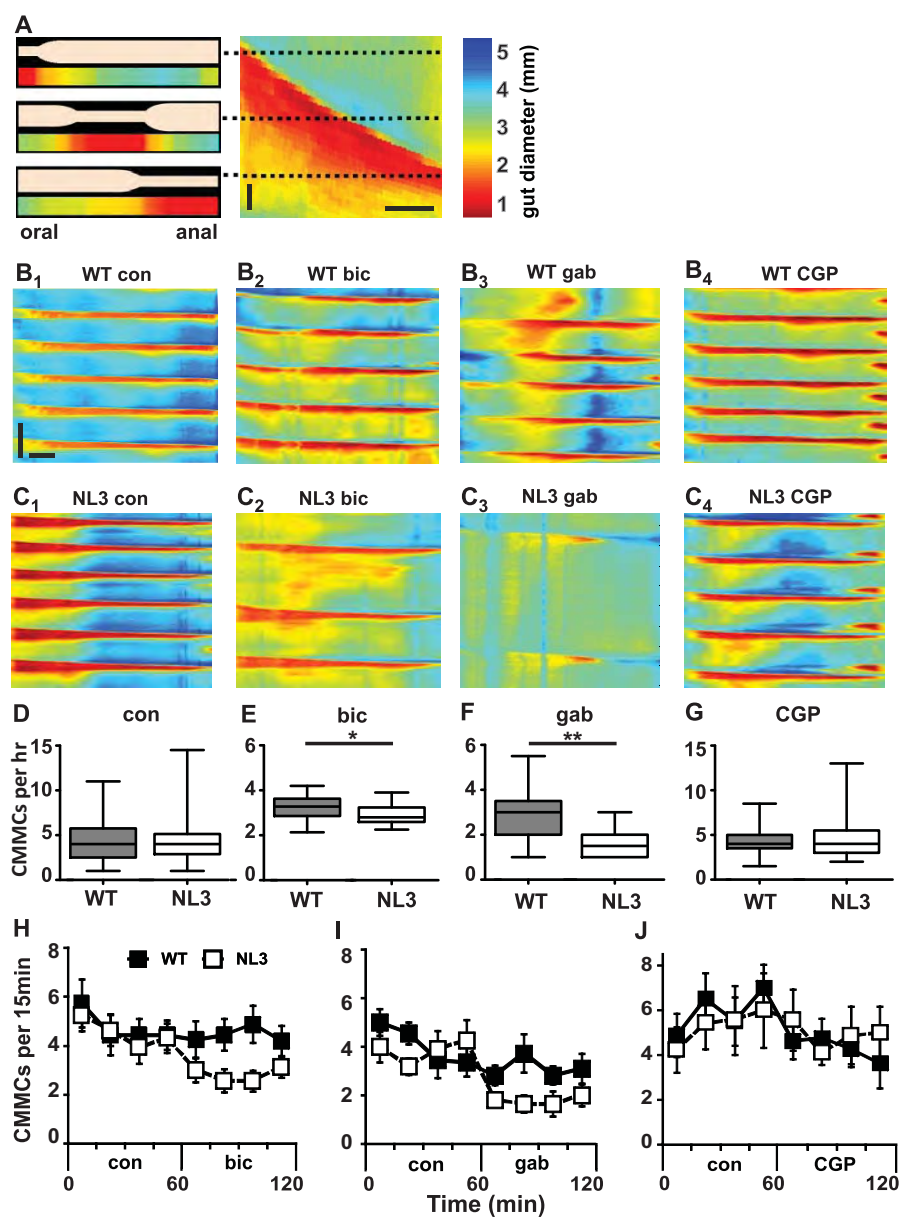 A
oral
anal
5
4
3
2
1
gut diameter (mm)
B1 WT con
B2 WT bic
B3 WT gab
B4 WT CGP
C1 NL3 con
C2 NL3 bic
C3 NL3 gab
C4 NL3 CGP
D con
E bic
F gab
G CGP
CMMCs per hr
15
10
5
0
WT NL3
*
6
4
2
0
WT NL3
**
6
4
2
0
WT NL3
15
10
5
0
WT NL3
H
WT NL3
CMMCs per 15min
8
6
4
2
0
con bic
0 60 120
I
8
6
4
2
0
con gab
0 60 120
J
8
6
4
2
0
con CGP
0 60 120
Time (min)